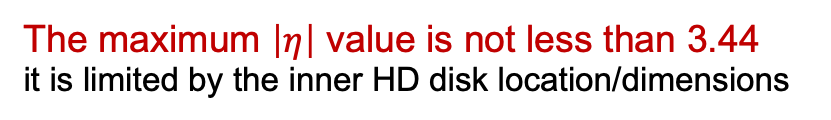 The maximum |η| value is not less than 3.44
it is limited by the inner HD disk location/dimensions